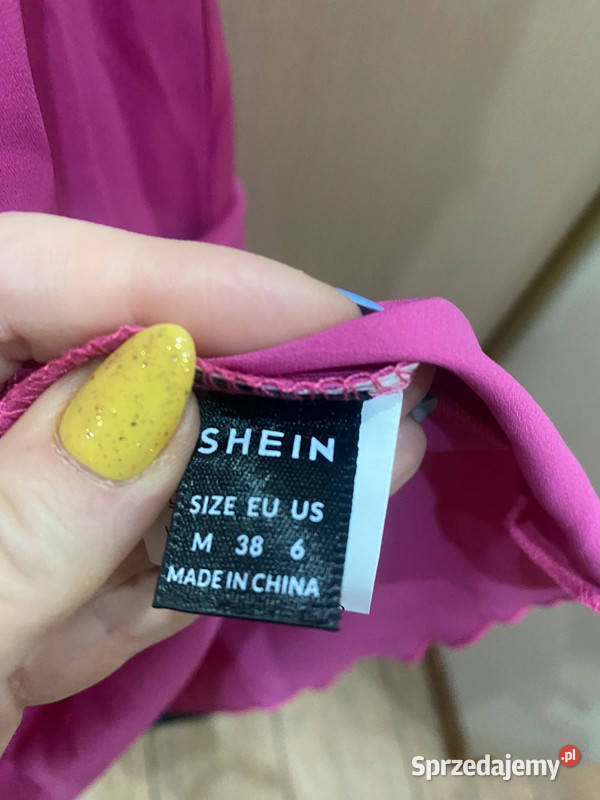 SHEIN
SIZE EU US
M 38 6
MADE IN CHINA
Sprzedajemy.pl